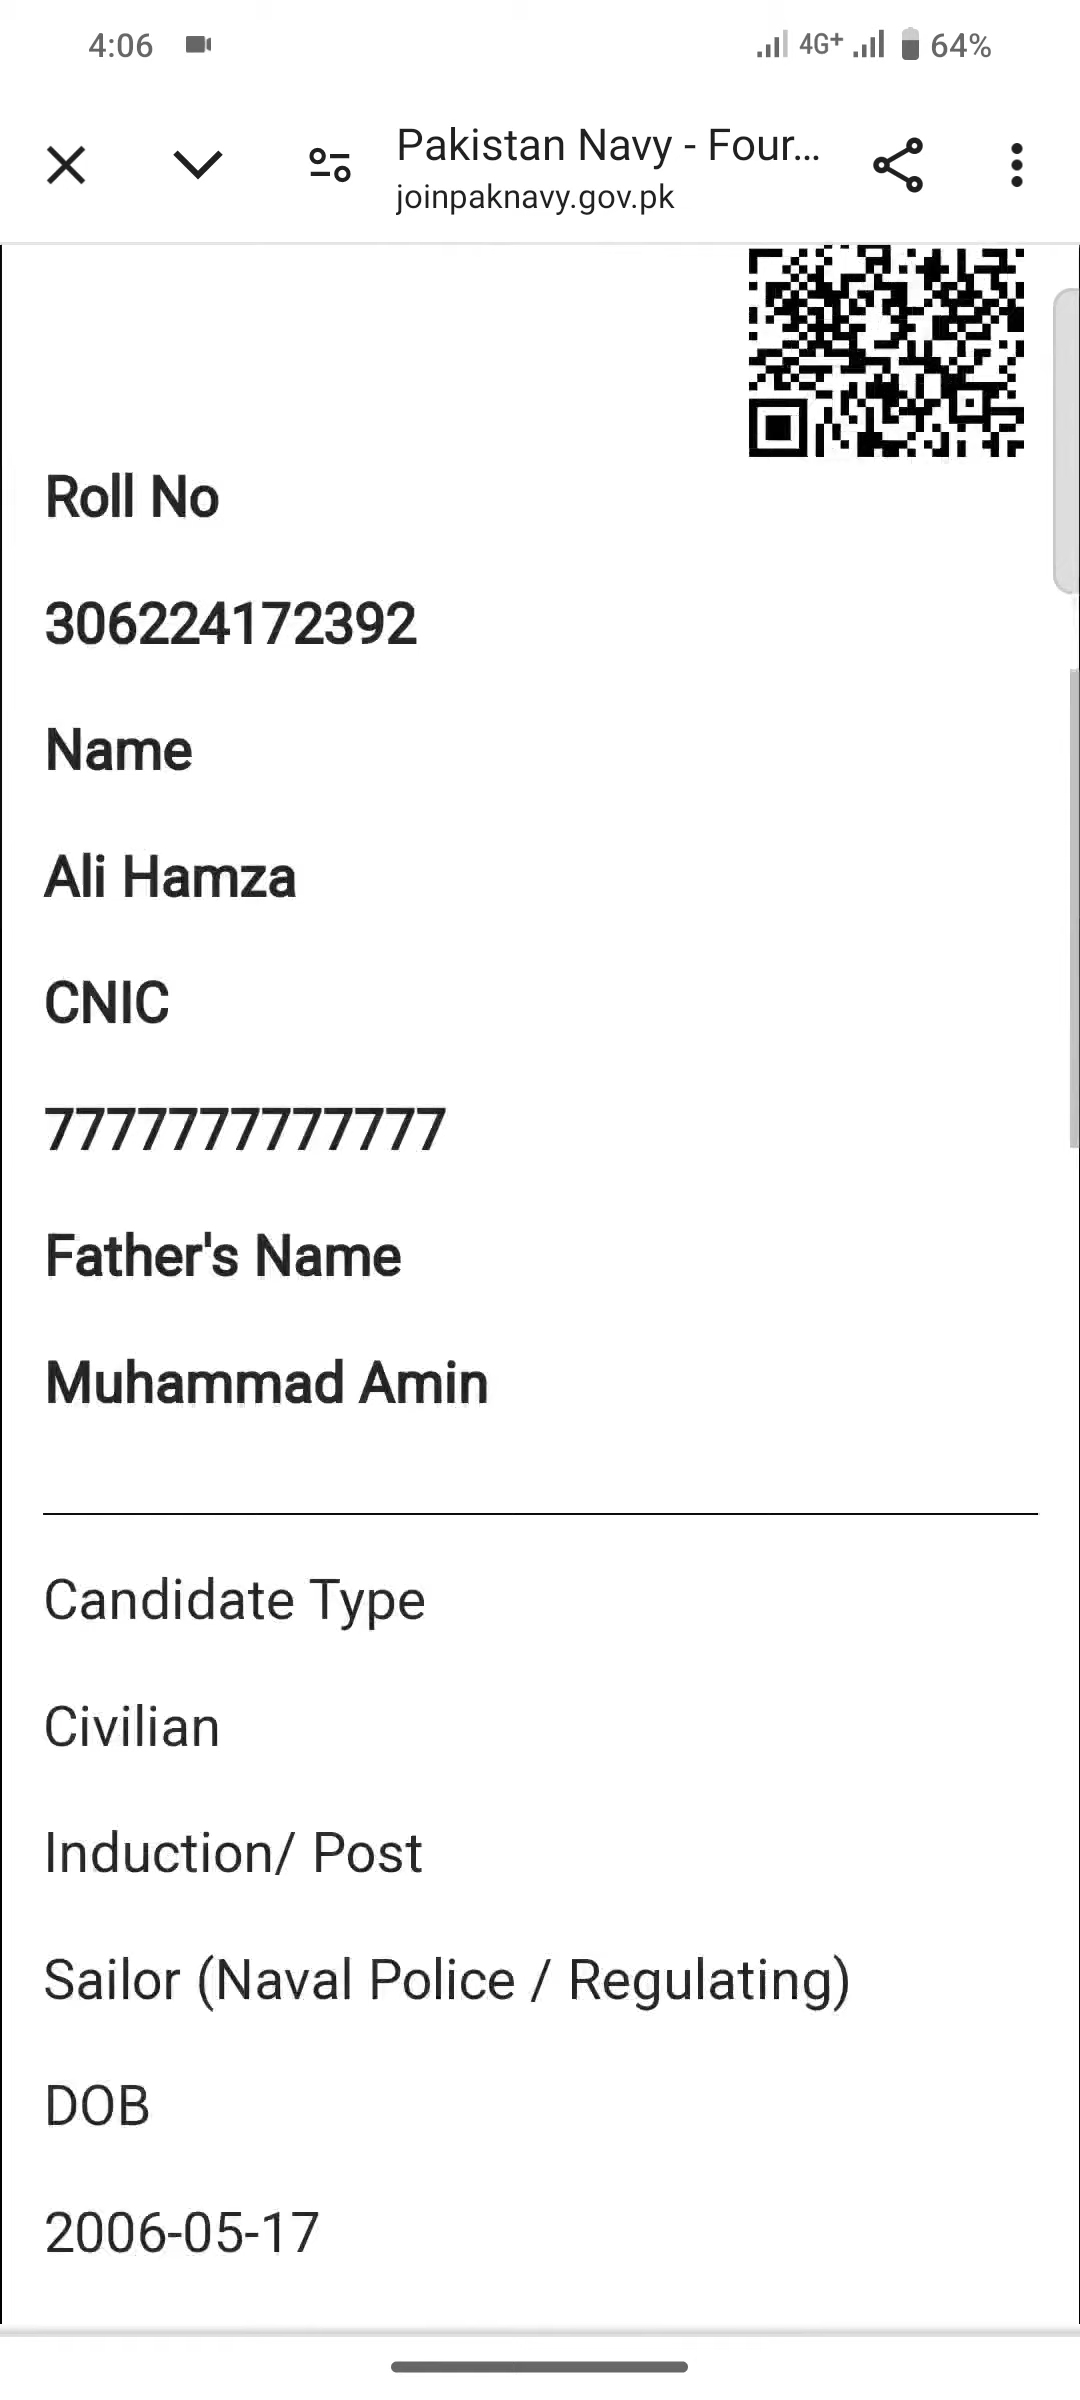 4:06 4G+ 64%
Pakistan Navy - Four...
joinpaknavy.gov.pk
Roll No
306224172392
Name
Ali Hamza
CNIC
7777777777777
Father's Name
Muhammad Amin
Candidate Type
Civilian
Induction/ Post
Sailor (Naval Police / Regulating)
DOB
2006-05-17